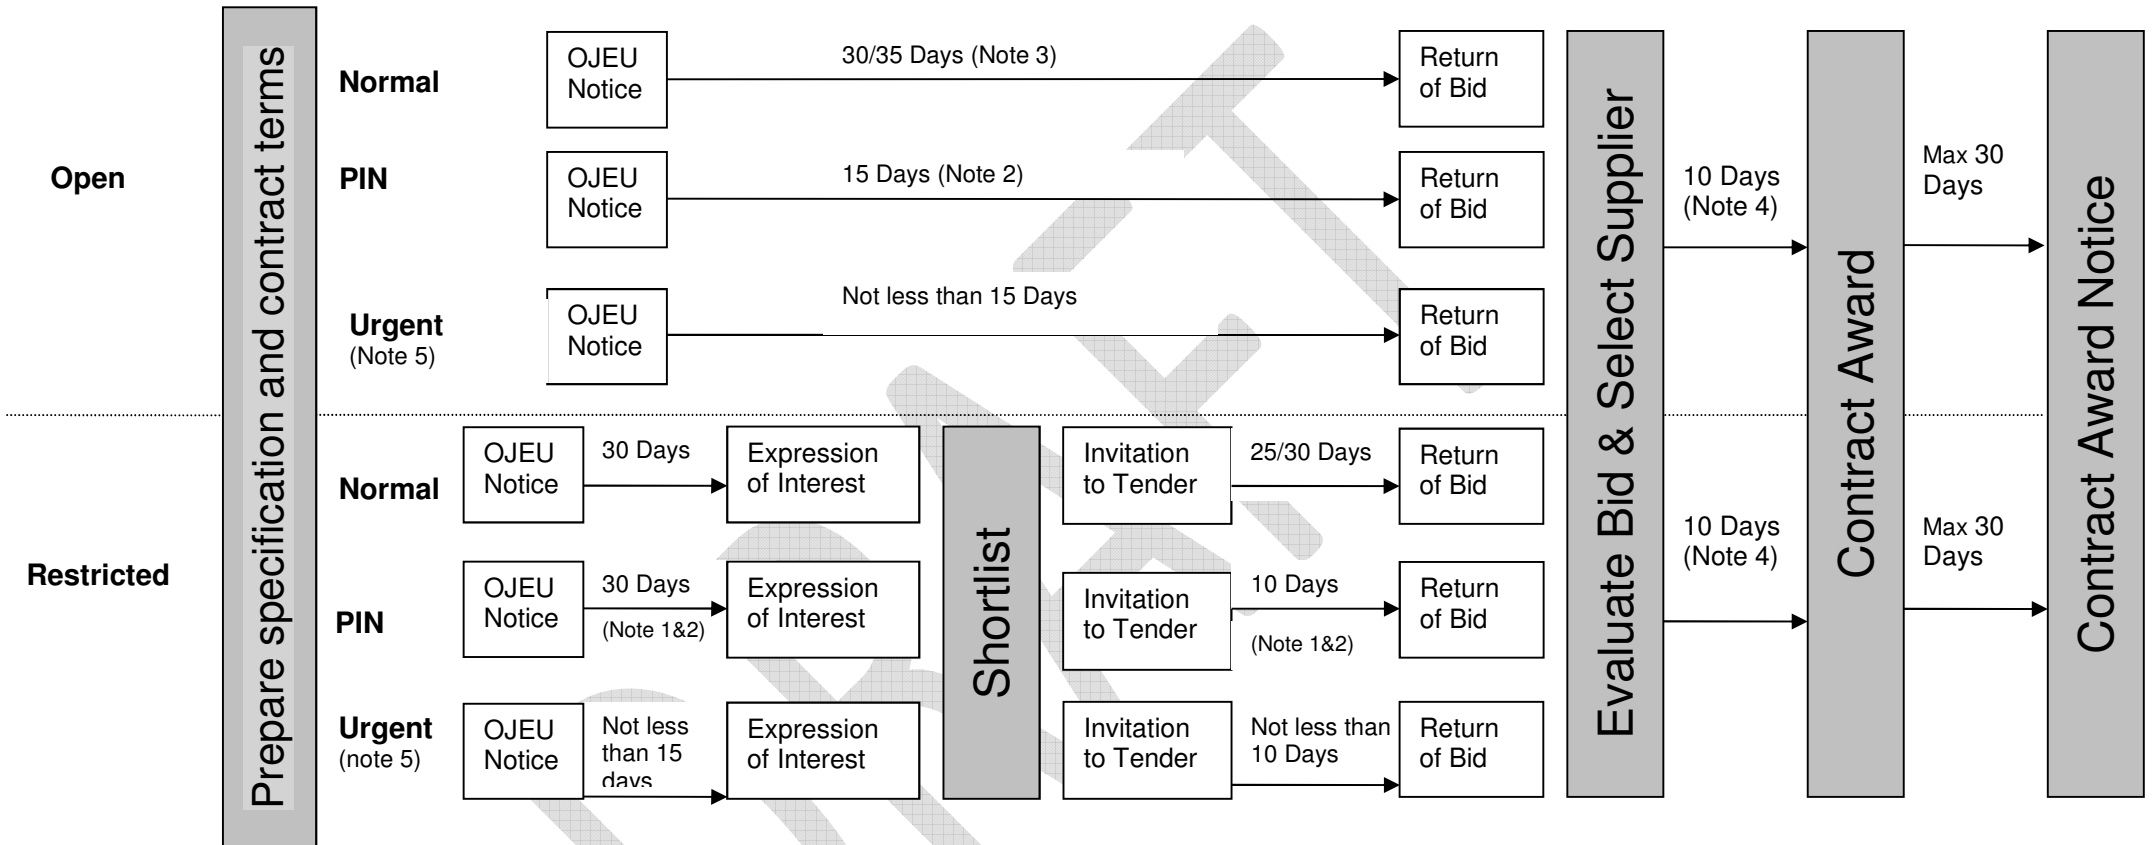 Prepare specification and contract terms
Open
Normal
OJEU
Notice
30/35 Days (Note 3)
Return
of Bid
PIN
OJEU
Notice
15 Days (Note 2)
Return
of Bid
Urgent
(Note 5)
OJEU
Notice
Not less than 15 Days
Return
of Bid
Restricted
Normal
OJEU
Notice
30 Days
Expression
of Interest
Invitation
to Tender
25/30 Days
Return
of Bid
PIN
OJEU
Notice
30 Days
(Note 1&2)
Expression
of Interest
Shortlist
Invitation
to Tender
10 Days
(Note 1&2)
Return
of Bid
Urgent
(note 5)
OJEU
Notice
Not less
than 15
days
Expression
of Interest
Invitation
to Tender
Not less than
10 Days
Return
of Bid
Evaluate Bid & Select Supplier
10 Days
(Note 4)
10 Days
(Note 4)
Contract Award
Max 30
Days
Max 30
Days
Contract Award Notice
DRAFT